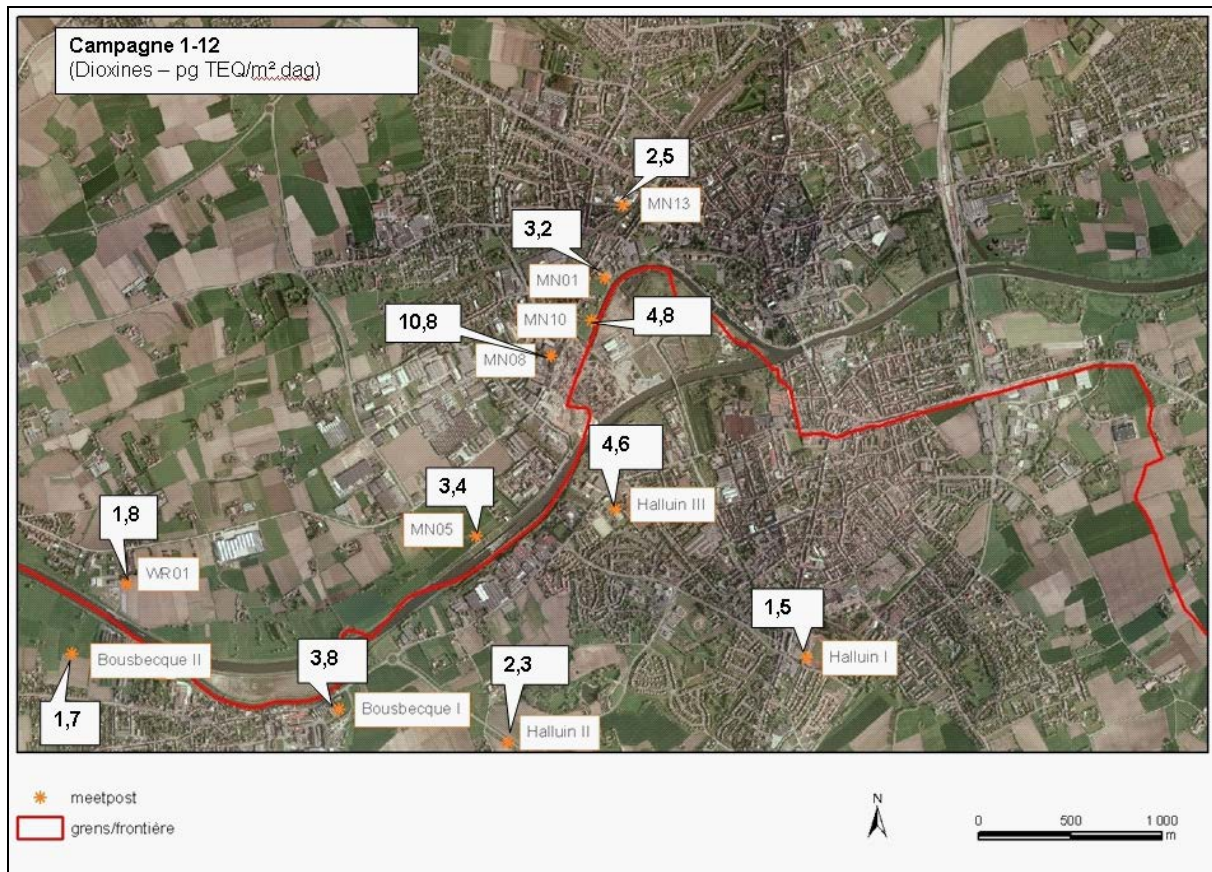 Campagne 1-12
(Dioxines – pg TEQ/m² dag)
2,5
MN13
3,2
MN01
MN10
4,8
10,8
MN08
4,6
Halluin III
3,4
MN05
1,8
WR01
1,5
Halluin I
Bousbecque II
1,7
3,8
Bousbecque I
2,3
Halluin II
meetpost
grens/frontière
N
0 500 1 000
m